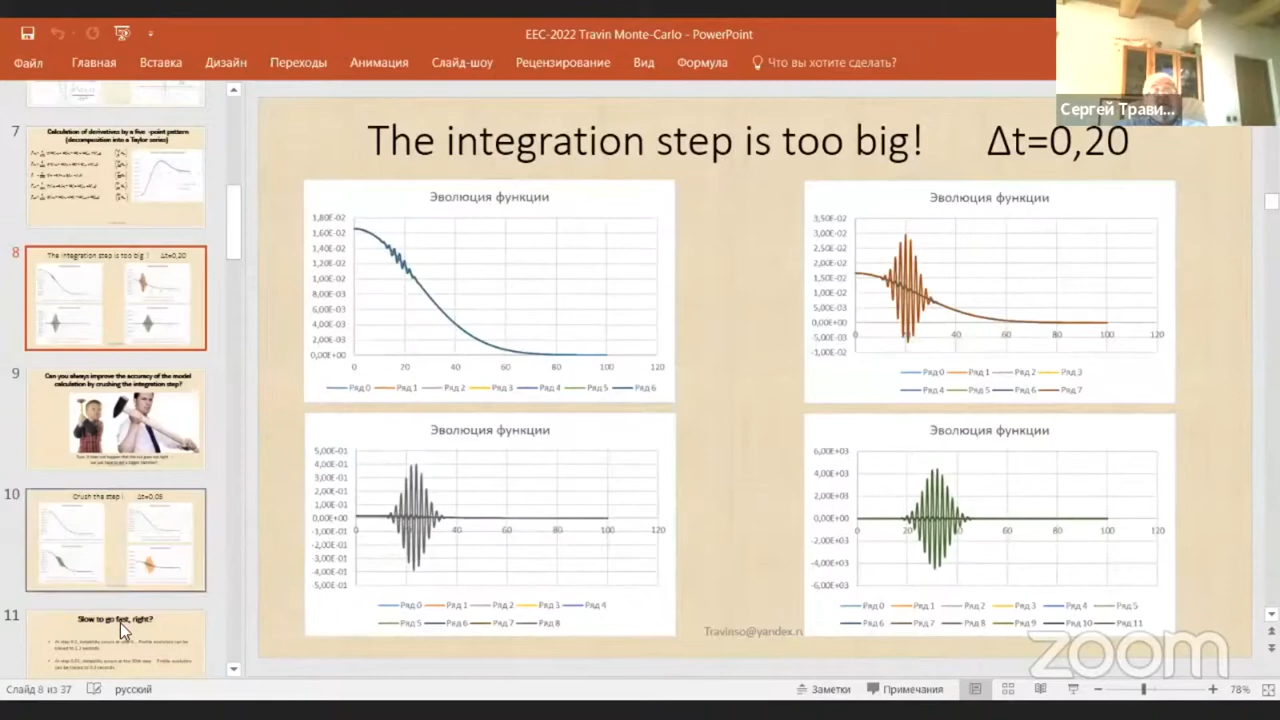 EEC-2022 Travin Monte-Carlo - PowerPoint
Файл Главная Вставка Дизайн Переходы Анимация Слайд-шоу Рецензирование Вид Формула Что вы хотите сделать?
Сергей Трави...
7
Calculation of derivatives by a five -point pattern
(decomposition into a Taylor series)
8
The integration step is too big! Δt=0,20
9
Can you always improve the accuracy of the model
calculation by crushing the integration step?
10
Crush the step! Δt=0,05
11
Slow to go fast, right?
The integration step is too big! Δt=0,20
Эволюция функции
1,80E-02
1,60E-02
1,40E-02
1,20E-02
1,00E-02
8,00E-03
6,00E-03
4,00E-03
2,00E-03
0,00E+00
0 20 40 60 80 100 120
Ряд 0 Ряд 1 Ряд 2 Ряд 3 Ряд 4 Ряд 5 Ряд 6
Эволюция функции
3,50E-02
3,00E-02
2,50E-02
2,00E-02
1,50E-02
1,00E-02
5,00E-03
0,00E+00
-5,00E-03
-1,00E-02
0 20 40 60 80 100 120
Ряд 0 Ряд 1 Ряд 2 Ряд 3
Ряд 4 Ряд 5 Ряд 6 Ряд 7
Эволюция функции
5,00E-01
4,00E-01
3,00E-01
2,00E-01
1,00E-01
0,00E+00
-1,00E-01
-2,00E-01
-3,00E-01
-4,00E-01
-5,00E-01
0 20 40 60 80 100 120
Ряд 0 Ряд 1 Ряд 2 Ряд 3 Ряд 4
Ряд 5 Ряд 6 Ряд 7 Ряд 8
Эволюция функции
6,00E+03
4,00E+03
2,00E+03
0,00E+00
-2,00E+03
-4,00E+03
-6,00E+03
0 20 40 60 80 100 120
Ряд 0 Ряд 1 Ряд 2 Ряд 3 Ряд 4 Ряд 5
Ряд 6 Ряд 7 Ряд 8 Ряд 9 Ряд 10 Ряд 11
Travinso@yandex.ru
zoom
Слайд 8 из 37 русский Заметки Примечания 78%